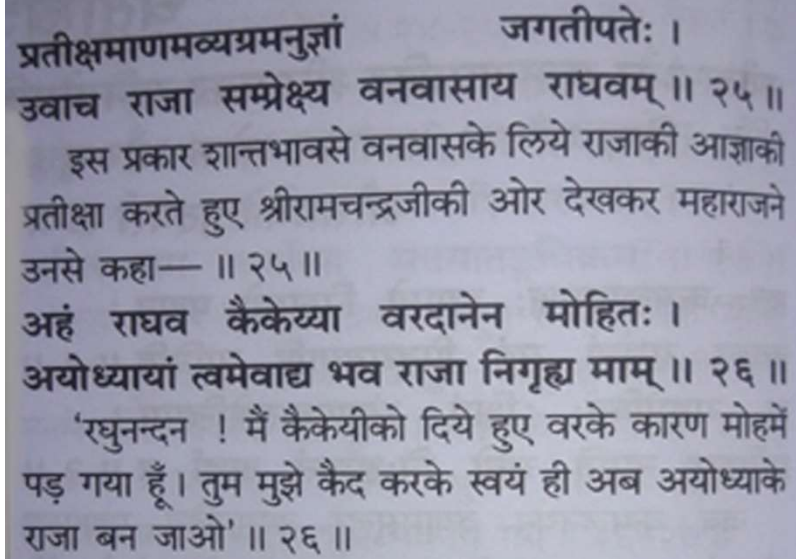 प्रतीक्षमाणमव्यग्रमनुज्ञां जगतीपतेः ।
उवाच राजा सम्प्रेक्ष्य वनवासाय राघवम् ॥ २५ ॥
इस प्रकार शान्तभावसे वनवासके लिये राजाकी आज्ञाकी
प्रतीक्षा करते हुए श्रीरामचन्द्रजीकी ओर देखकर महाराजने
उनसे कहा— ॥ २५ ॥
अहं राघव कैकेय्या वरदानेन मोहितः ।
अयोध्यायां त्वमेवाद्य भव राजा निगृह्य माम् ॥ २६ ॥
‘रघुनन्दन ! मैं कैकेयीको दिये हुए वरके कारण मोहमें
पड़ गया हूँ । तुम मुझे कैद करके स्वयं ही अब अयोध्याके
राजा बन जाओ’ ॥ २६ ॥